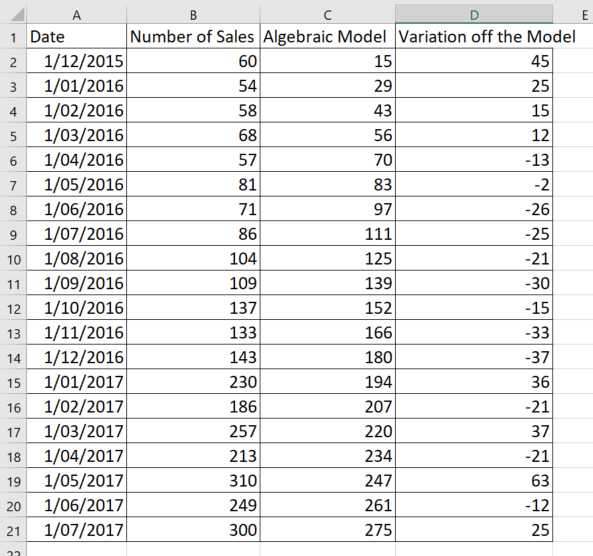 A B C D E
1 Date Number of Sales Algebraic Model Variation off the Model
2 1/12/2015 60 15 45
3 1/01/2016 54 29 25
4 1/02/2016 58 43 15
5 1/03/2016 68 56 12
6 1/04/2016 57 70 -13
7 1/05/2016 81 83 -2
8 1/06/2016 71 97 -26
9 1/07/2016 86 111 -25
10 1/08/2016 104 125 -21
11 1/09/2016 109 139 -30
12 1/10/2016 137 152 -15
13 1/11/2016 133 166 -33
14 1/12/2016 143 180 -37
15 1/01/2017 230 194 36
16 1/02/2017 186 207 -21
17 1/03/2017 257 220 37
18 1/04/2017 213 234 -21
19 1/05/2017 310 247 63
20 1/06/2017 249 261 -12
21 1/07/2017 300 275 25
22